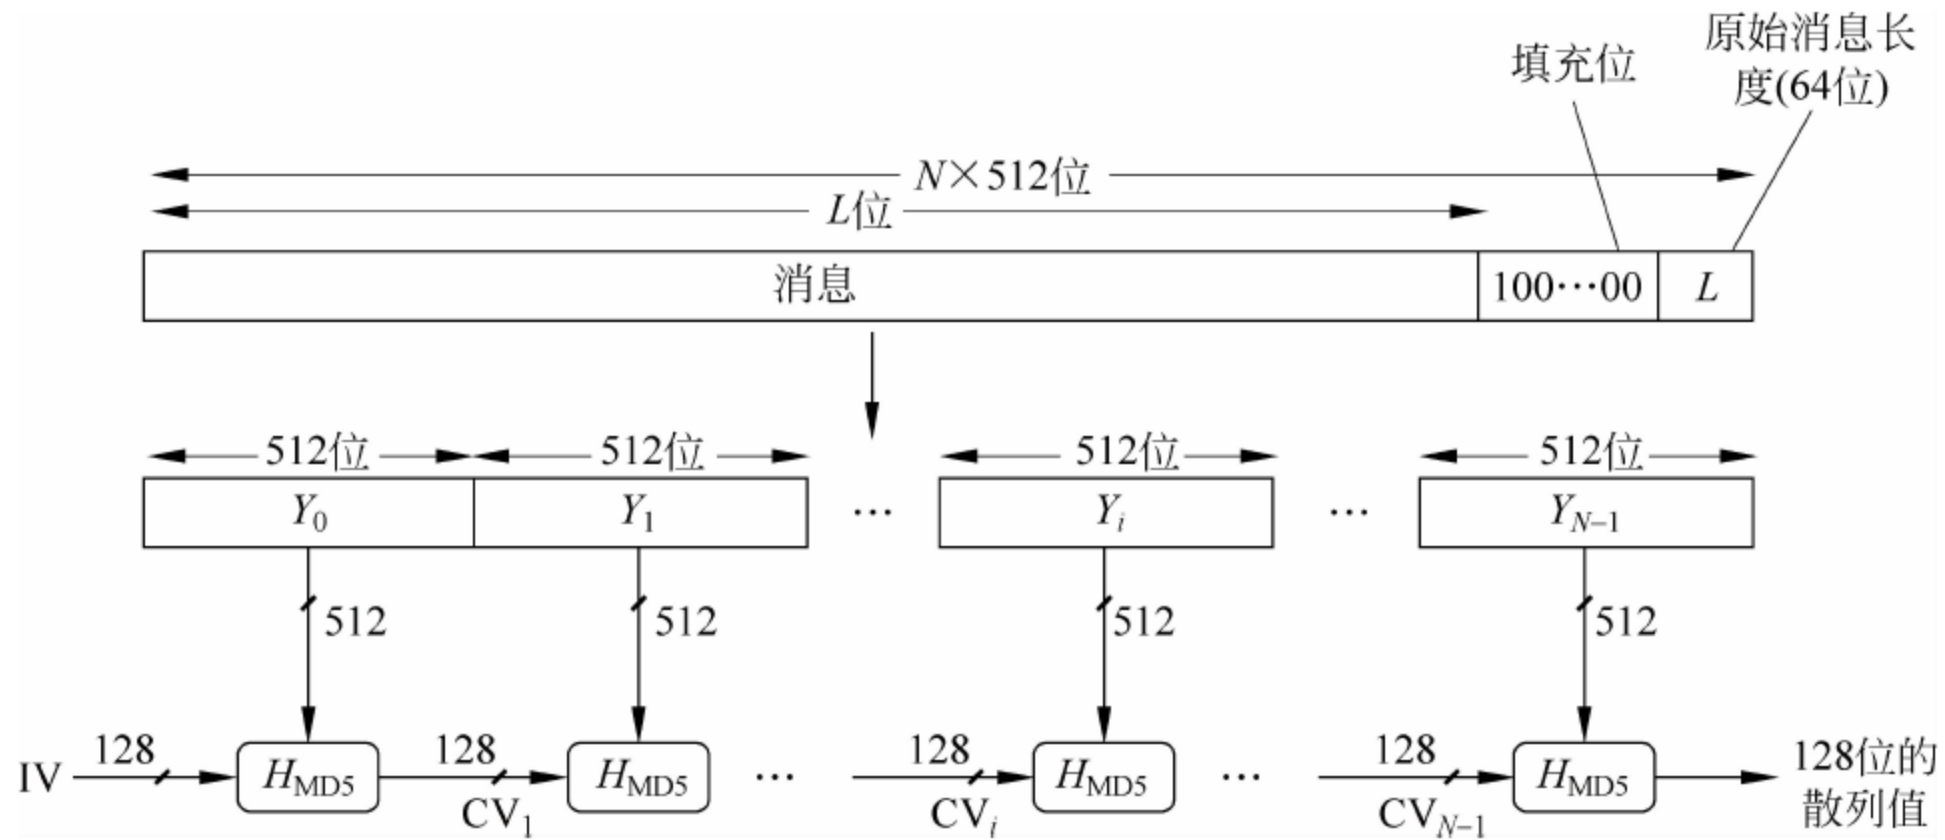 原始消息长
度(64位)
填充位
N×512位
L位
消息
100…00
L
512位
512位
512位
512位
Y0
Y1
…
Yi
…
YN–1
512
512
512
512
IV
128
HMD5
128
CV1
HMD5
…
128
CVi
HMD5
…
128
CVN–1
HMD5
128位的
散列值